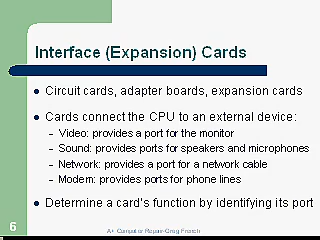 Interface (Expansion) Cards
Circuit cards, adapter boards, expansion cards
Cards connect the CPU to an external device:
– Video: provides a port for the monitor
– Sound: provides ports for speakers and microphones
– Network: provides a port for a network cable
– Modem: provides ports for phone lines
Determine a card's function by identifying its port
6
A+ Computer Repair-Greg French